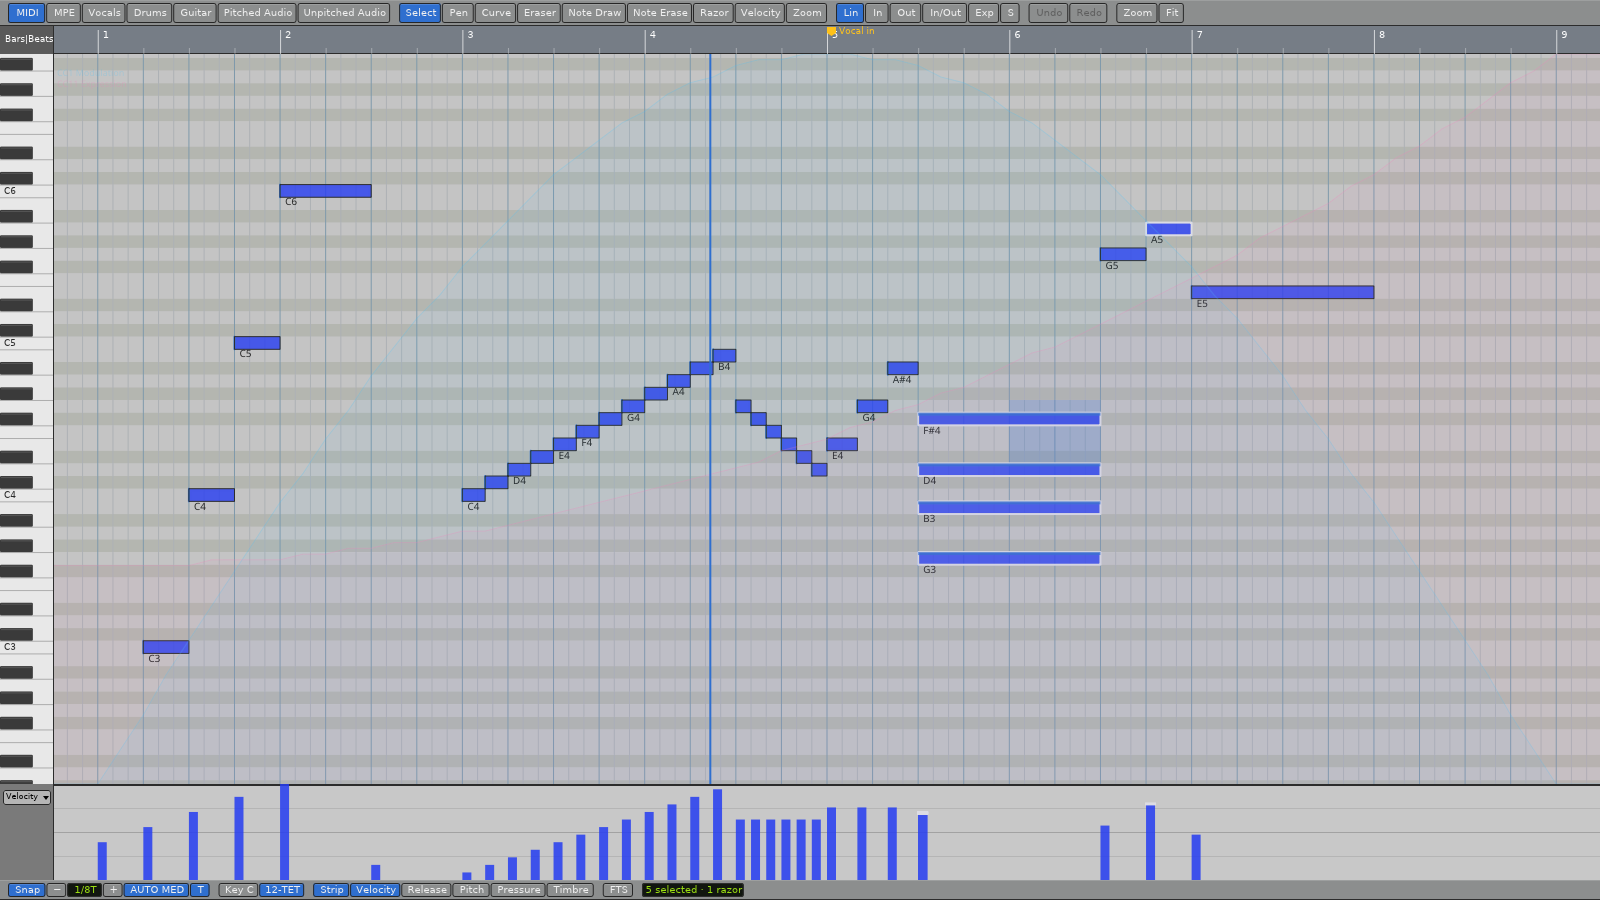 MIDI MPE Vocals Drums Guitar Pitched Audio Unpitched Audio Select Pen Curve Eraser Note Draw Note Erase Razor Velocity Zoom Lin In Out In/Out Exp S Undo Redo Zoom Fit
Bars|Beats 1 2 3 4 5 Vocal in 6 7 8 9
C6
C6
A5
G5
E5
C5
C5
B4
A#4
A4
G4 G4
F#4
F4
E4 E4
D4 D4
C4
C4 C4
B3
G3
C3
C3
Velocity
Snap − 1/8T + AUTO MED T Key C 12-TET Strip Velocity Release Pitch Pressure Timbre FTS 5 selected · 1 razor